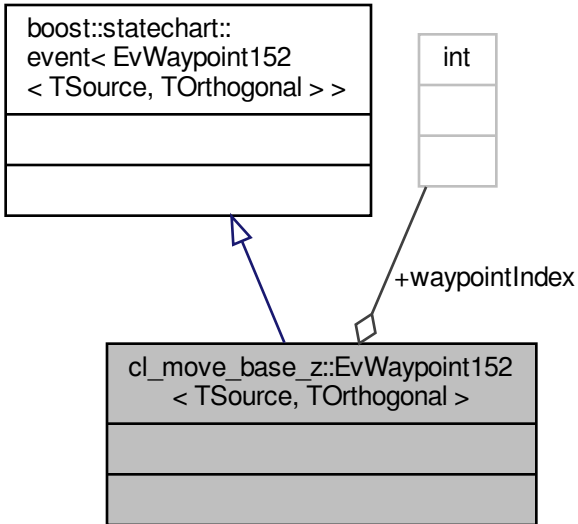 boost::statechart::
event< EvWaypoint152
< TSource, TOrthogonal > >
int
+waypointIndex
cl_move_base_z::EvWaypoint152
< TSource, TOrthogonal >